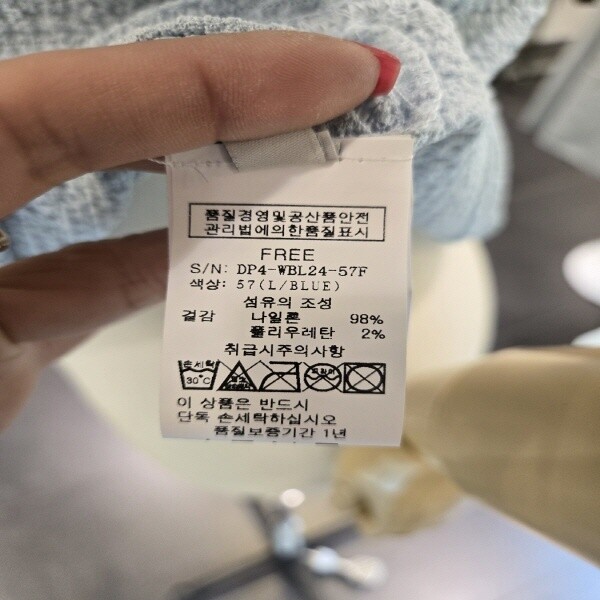 품질경영및공산품안전
관리법에의한품질표시
FREE
S/N: DP4-WBL24-57F
색상: 57(L/BLUE)
섬유의 조성
겉감 나일론 98%
폴리우레탄 2%
취급시주의사항
손세탁
30°C
이 상품은 반드시
단독 손세탁하십시오
품질보증기간 1년